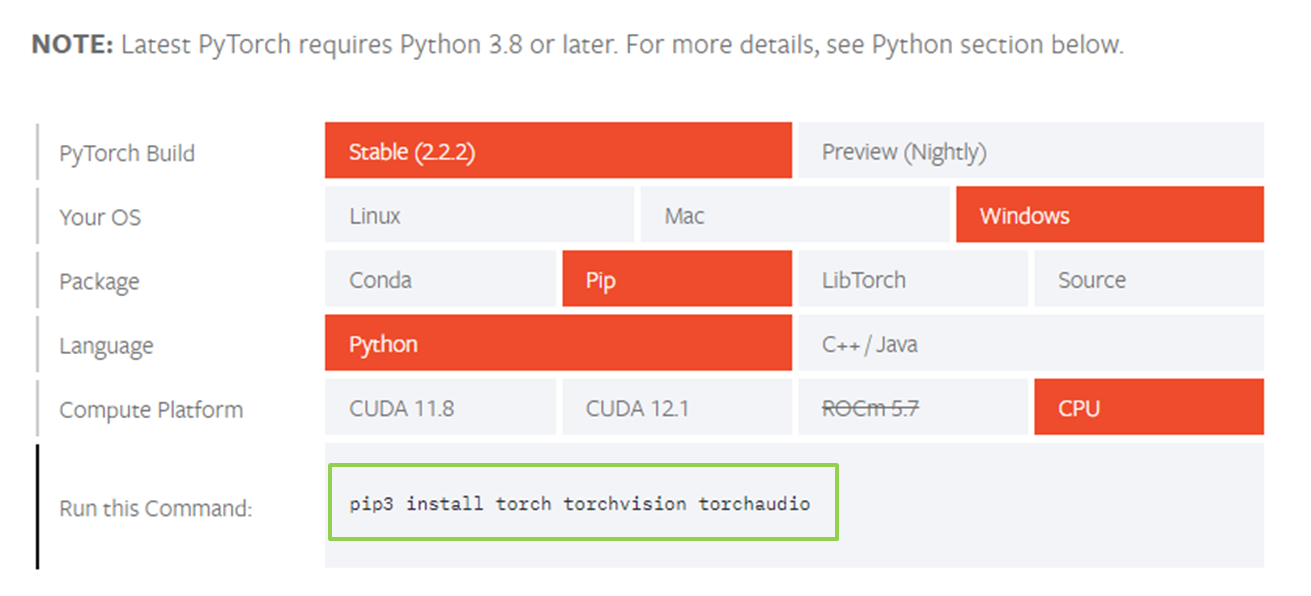 NOTE: Latest PyTorch requires Python 3.8 or later. For more details, see Python section below.
PyTorch Build Stable (2.2.2) Preview (Nightly)
Your OS Linux Mac Windows
Package Conda Pip LibTorch Source
Language Python C++ / Java
Compute Platform CUDA 11.8 CUDA 12.1 ROCm 5.7 CPU
Run this Command: pip3 install torch torchvision torchaudio